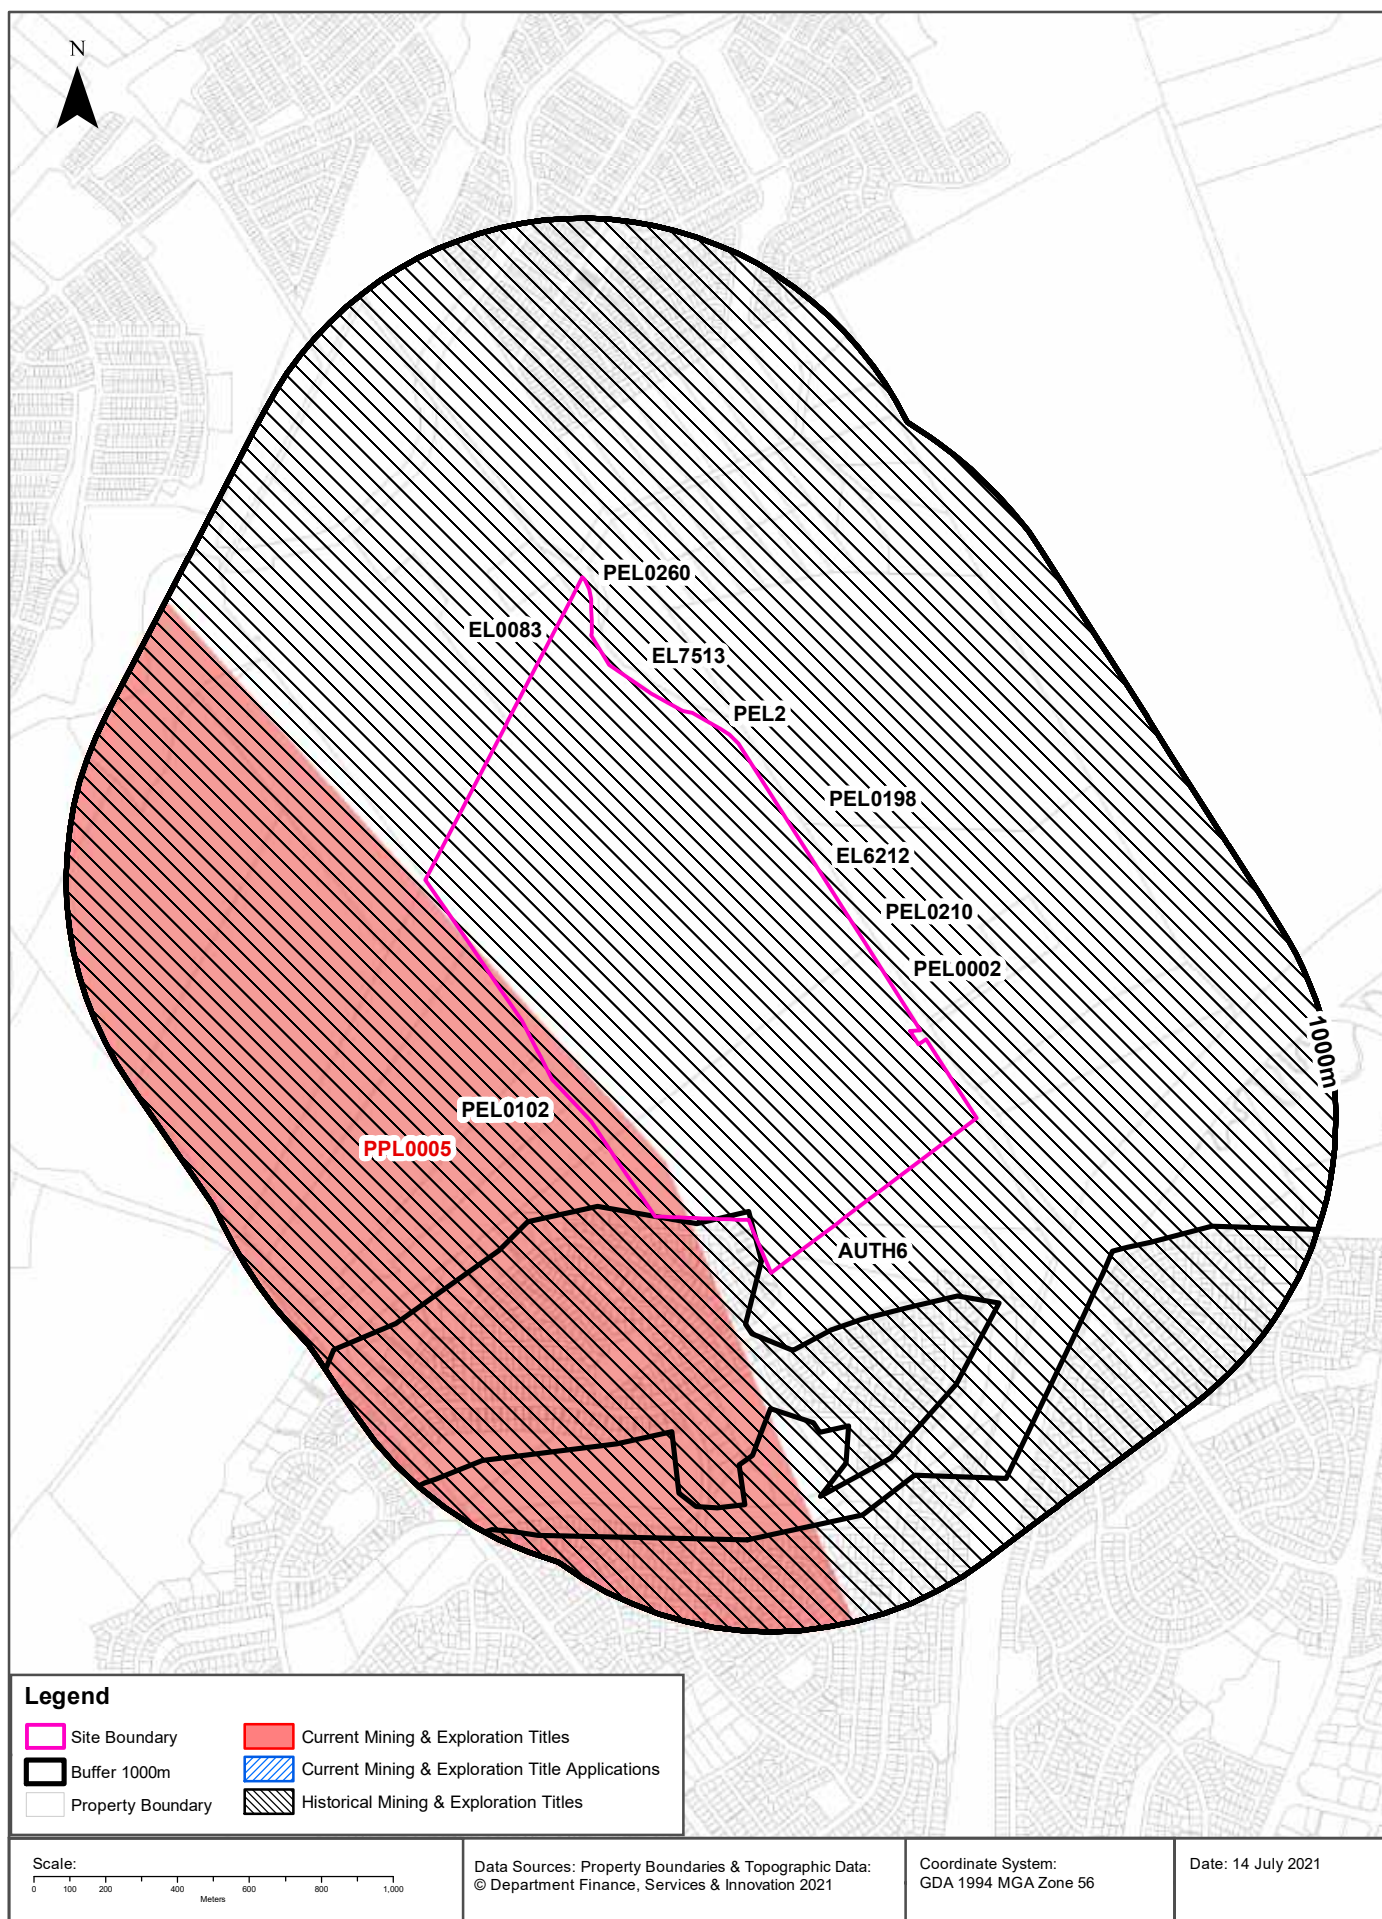 N
PEL0260
EL0083
EL7513
PEL2
PEL0198
EL6212
PEL0210
PEL0002
1000m
PEL0102
PPL0005
AUTH6
Legend
Site Boundary
Buffer 1000m
Property Boundary
Current Mining & Exploration Titles
Current Mining & Exploration Title Applications
Historical Mining & Exploration Titles
Scale:
0 100 200 400 600 800 1,000
Meters
Data Sources: Property Boundaries & Topographic Data:
© Department Finance, Services & Innovation 2021
Coordinate System:
GDA 1994 MGA Zone 56
Date: 14 July 2021